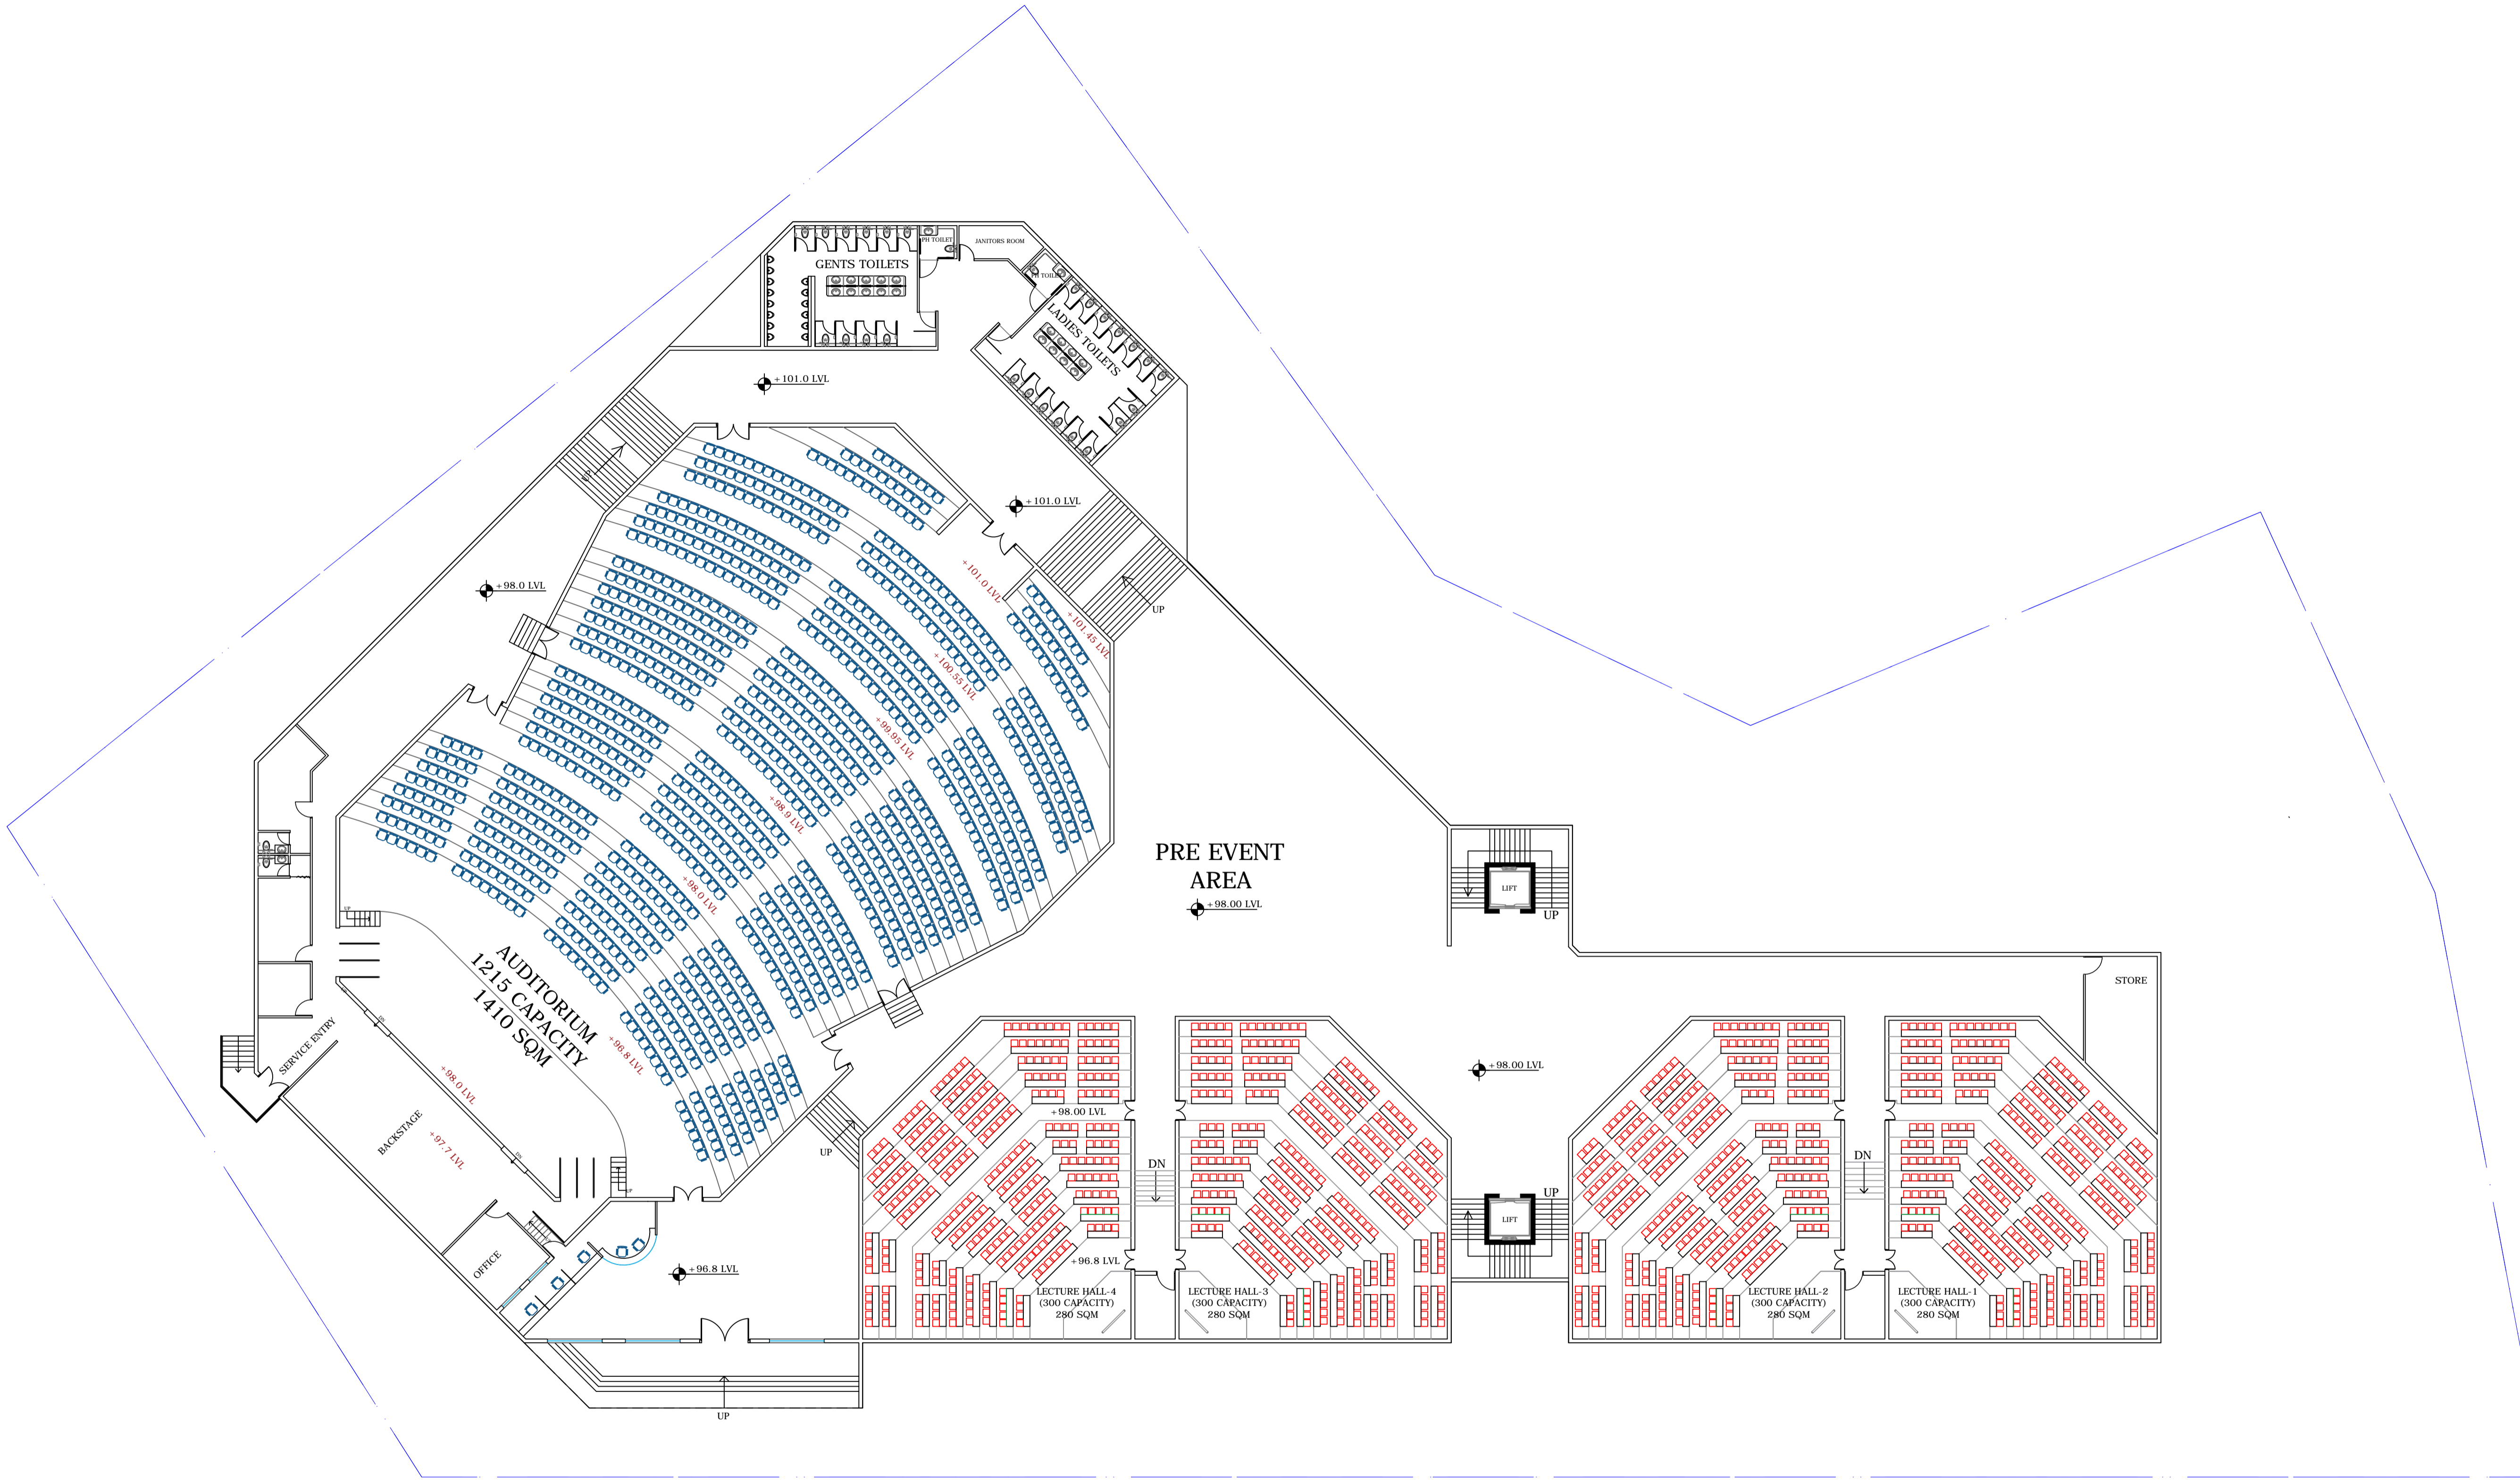 PH TOILET
JANITORS ROOM
GENTS TOILETS
PH TOILET
LADIES TOILETS
+101.0 LVL
UP
+101.0 LVL
+98.0 LVL
+101.0 LVL
UP
+101.45 LVL
+100.55 LVL
+99.95 LVL
+98.9 LVL
+98.0 LVL
PRE EVENT
AREA
+98.00 LVL
LIFT
UP
UP
AUDITORIUM
1215 CAPACITY
1410 SQM
+96.8 LVL
STORE
SERVICE ENTRY
DN
+98.0 LVL
BACKSTAGE
+97.7 LVL
DN
UP
UP
+98.00 LVL
+98.00 LVL
DN
DN
UP
LIFT
OFFICE
+96.8 LVL
+96.8 LVL
LECTURE HALL-4
(300 CAPACITY)
280 SQM
LECTURE HALL-3
(300 CAPACITY)
280 SQM
LECTURE HALL-2
(300 CAPACITY)
280 SQM
LECTURE HALL-1
(300 CAPACITY)
280 SQM
UP